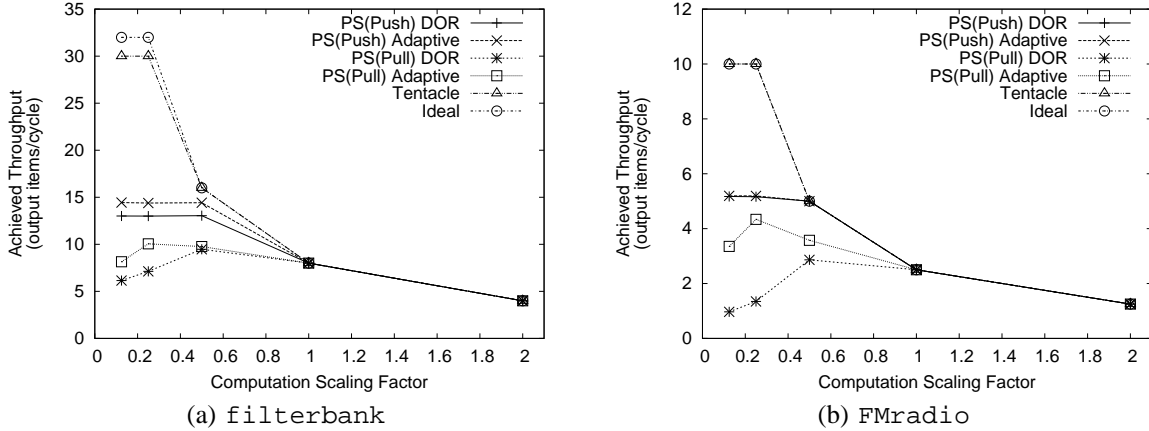 35
30
25
20
15
10
5
0
Achieved Throughput
(output items/cycle)
PS(Push) DOR
PS(Push) Adaptive
PS(Pull) DOR
PS(Pull) Adaptive
Tentacle
Ideal
0 0.2 0.4 0.6 0.8 1 1.2 1.4 1.6 1.8 2
Computation Scaling Factor
(a) filterbank
12
10
8
6
4
2
0
Achieved Throughput
(output items/cycle)
PS(Push) DOR
PS(Push) Adaptive
PS(Pull) DOR
PS(Pull) Adaptive
Tentacle
Ideal
0 0.2 0.4 0.6 0.8 1 1.2 1.4 1.6 1.8 2
Computation Scaling Factor
(b) FMradio